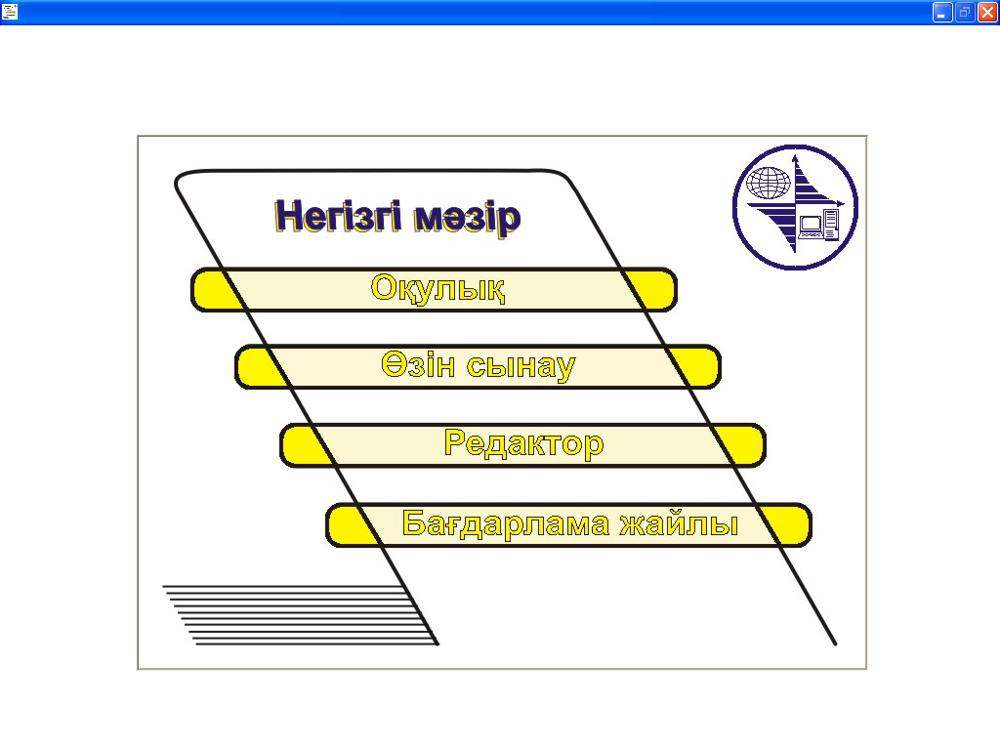 Негізгі мәзір
Оқулық
Өзін сынау
Редактор
Бағдарлама жайлы